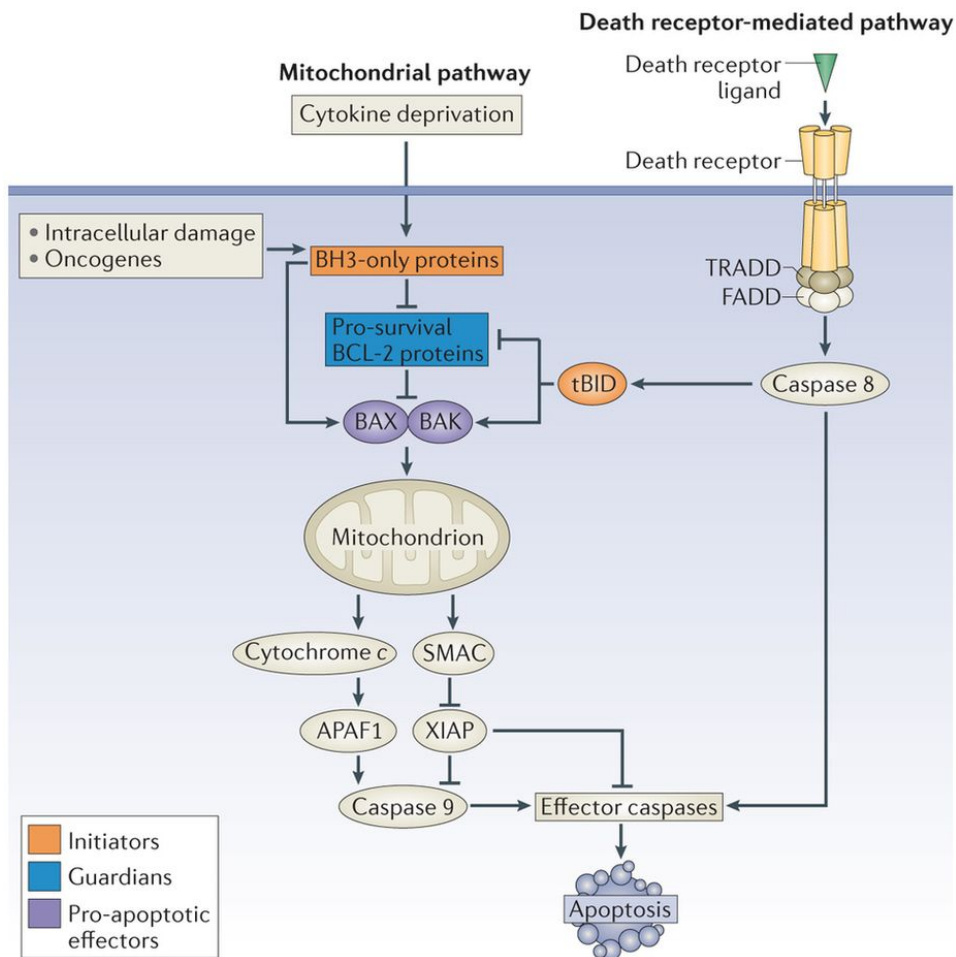 Death receptor-mediated pathway
Death receptor
ligand
Mitochondrial pathway
Cytokine deprivation
Death receptor
• Intracellular damage
• Oncogenes
BH3-only proteins
TRADD
FADD
Pro-survival
BCL-2 proteins
tBID
Caspase 8
BAX
BAK
Mitochondrion
Cytochrome c
SMAC
APAF1
XIAP
Caspase 9
Effector caspases
Initiators
Guardians
Pro-apoptotic
effectors
Apoptosis